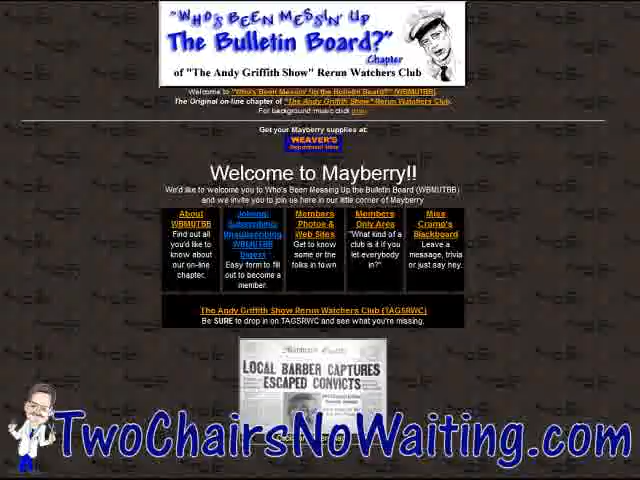 "WHO'S BEEN MESSIN' UP
The Bulletin Board?"
Chapter
of "The Andy Griffith Show" Rerun Watchers Club
Welcome to "Who's Been Messin' Up the Bulletin Board?" (WBMUTBB)
The Original on-line chapter of "The Andy Griffith Show" Rerun Watchers Club.
For background music click
Get your Mayberry supplies at:
WEAVER'S
Department Store
Welcome to Mayberry!!
We'd like to welcome you to Who's Been Messing Up the Bulletin Board (WBMUTBB)
and we invite you to join us here in our little corner of Mayberry
About
WBMUTBB
Find out all
you'd like to
know about
our on-line
chapter.
Joining,
Subscribing,
Unsubscribing
WBMUTBB
Digest
Easy form to fill
out to become a
member.
Members
Photos &
Web Sites
Get to know
some or the
folks in town
Members
Only Area
"What kind of
a club is it if you
let everybody
in?"
Miss
Crump's
Blackboard
Leave a
message, trivia
or just say hey.
The Andy Griffith Show Rerun Watchers Club (TAGSRWC)
Be SURE to drop in on TAGSRWC and see what you're missing.
LOCAL BARBER CAPTURES
ESCAPED CONVICTS
TwoChairsNoWaiting.com